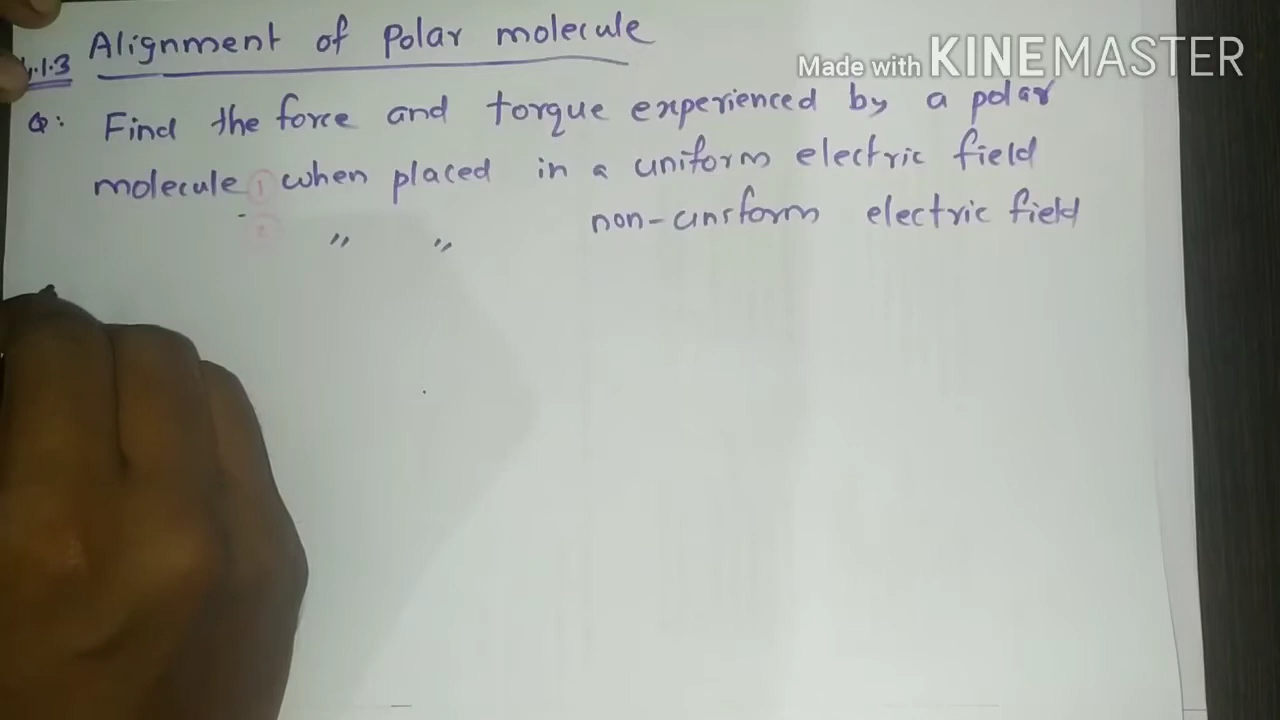 Alignment of Polar molecule
4.1.3
Made with KINEMASTER
Q: Find the force and torque experienced by a polar
molecule 1 when placed in a uniform electric field
2 " " non-uniform electric field